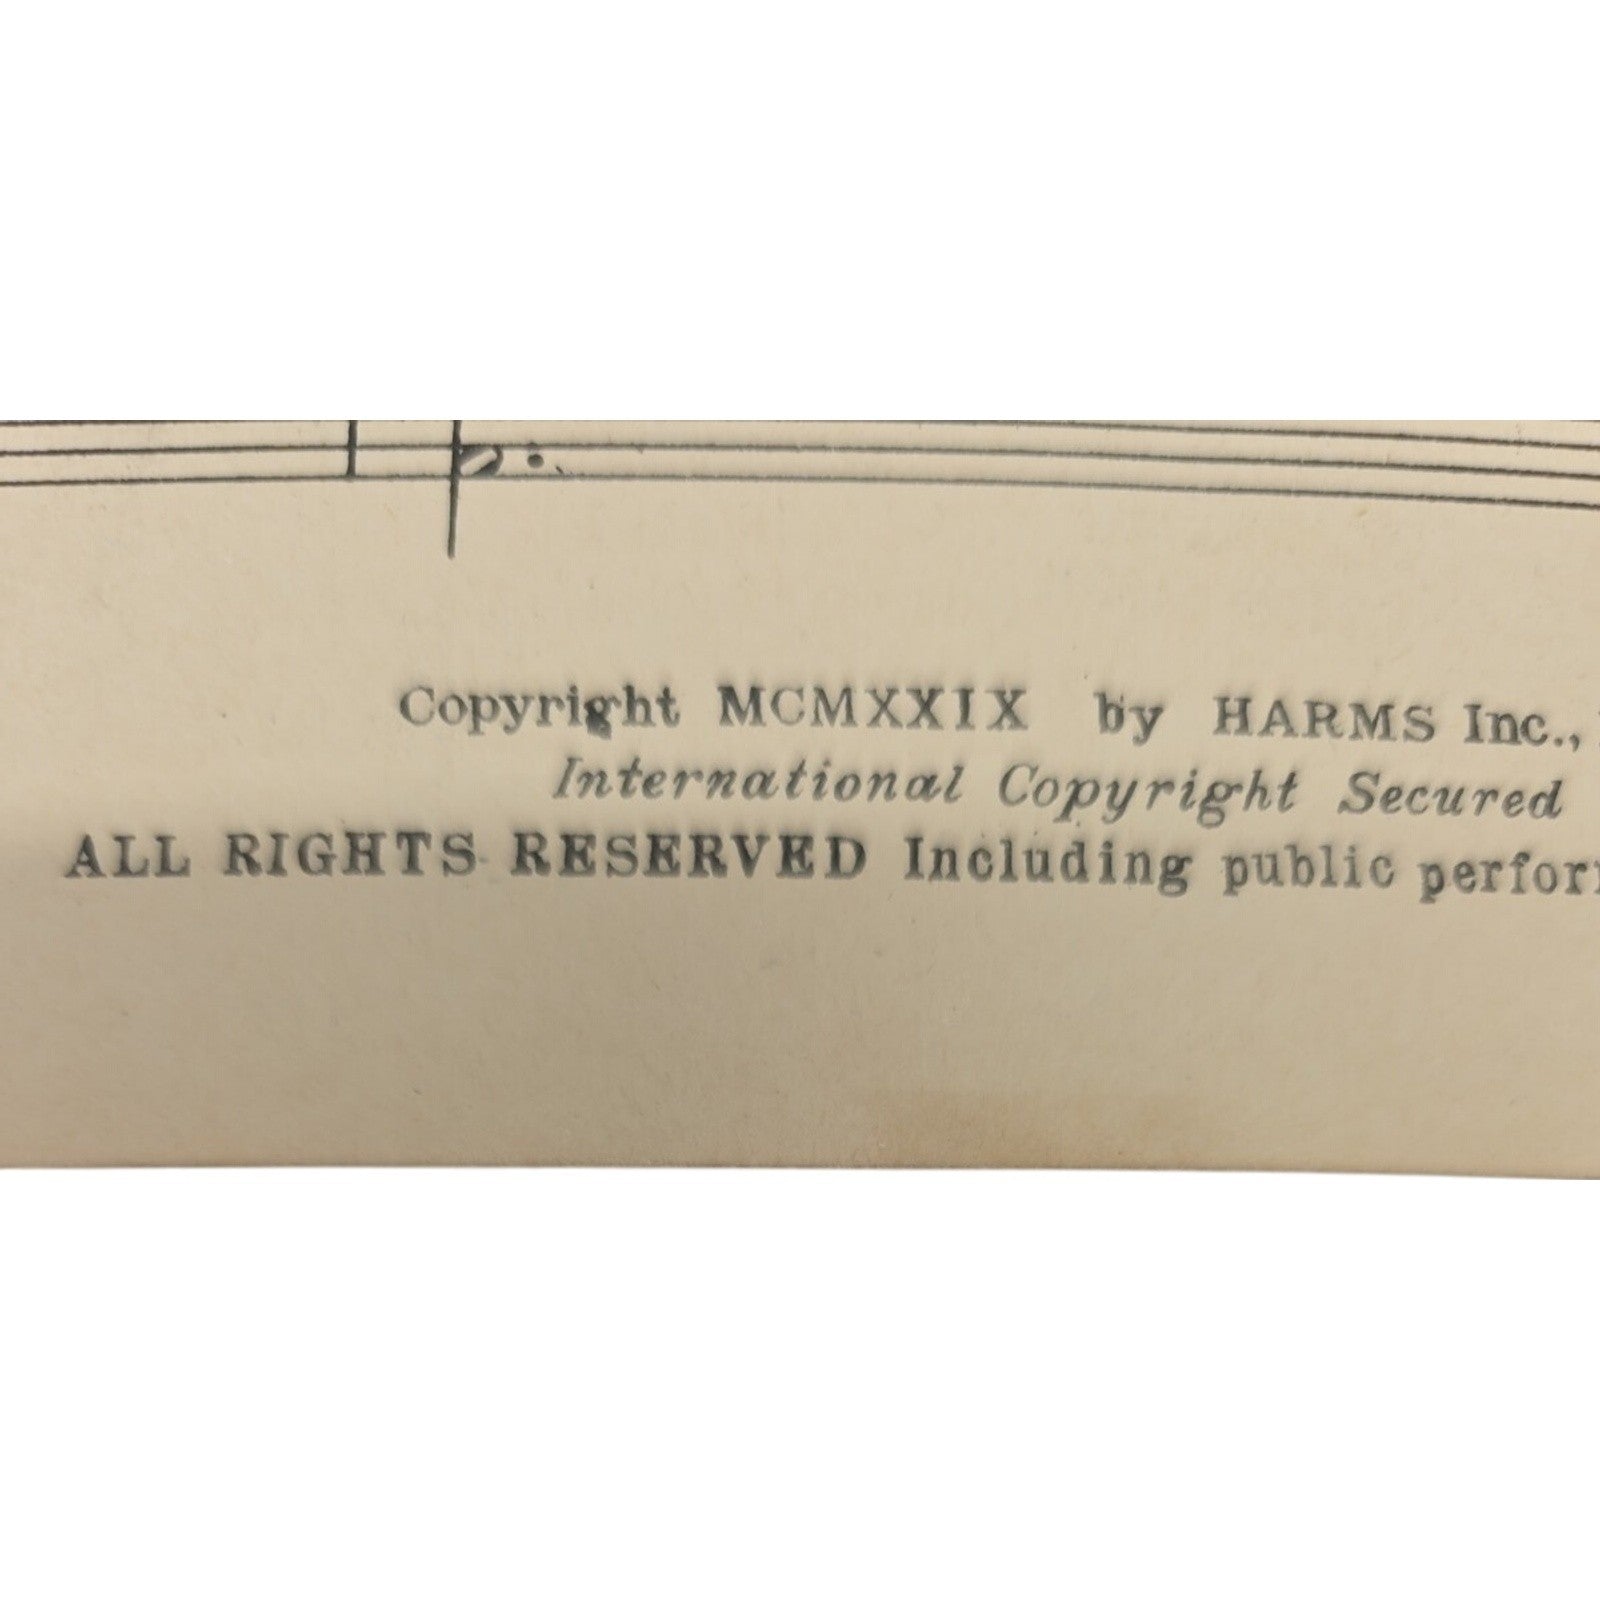 Copyright MCMXXIX by HARMS Inc.,
International Copyright Secured
ALL RIGHTS RESERVED Including public